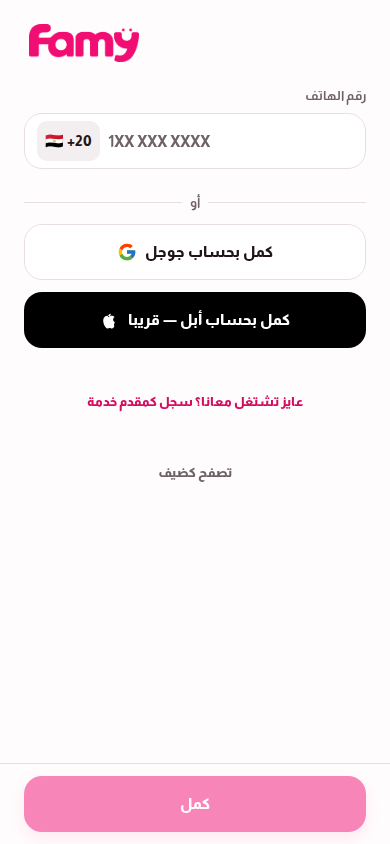 Famy
رقم الهاتف
+20 1XX XXX XXXX
أو
كمل بحساب جوجل
كمل بحساب أبل — قريبا
عايز تشتغل معانا؟ سجل كمقدم خدمة
تصفح كضيف
كمل